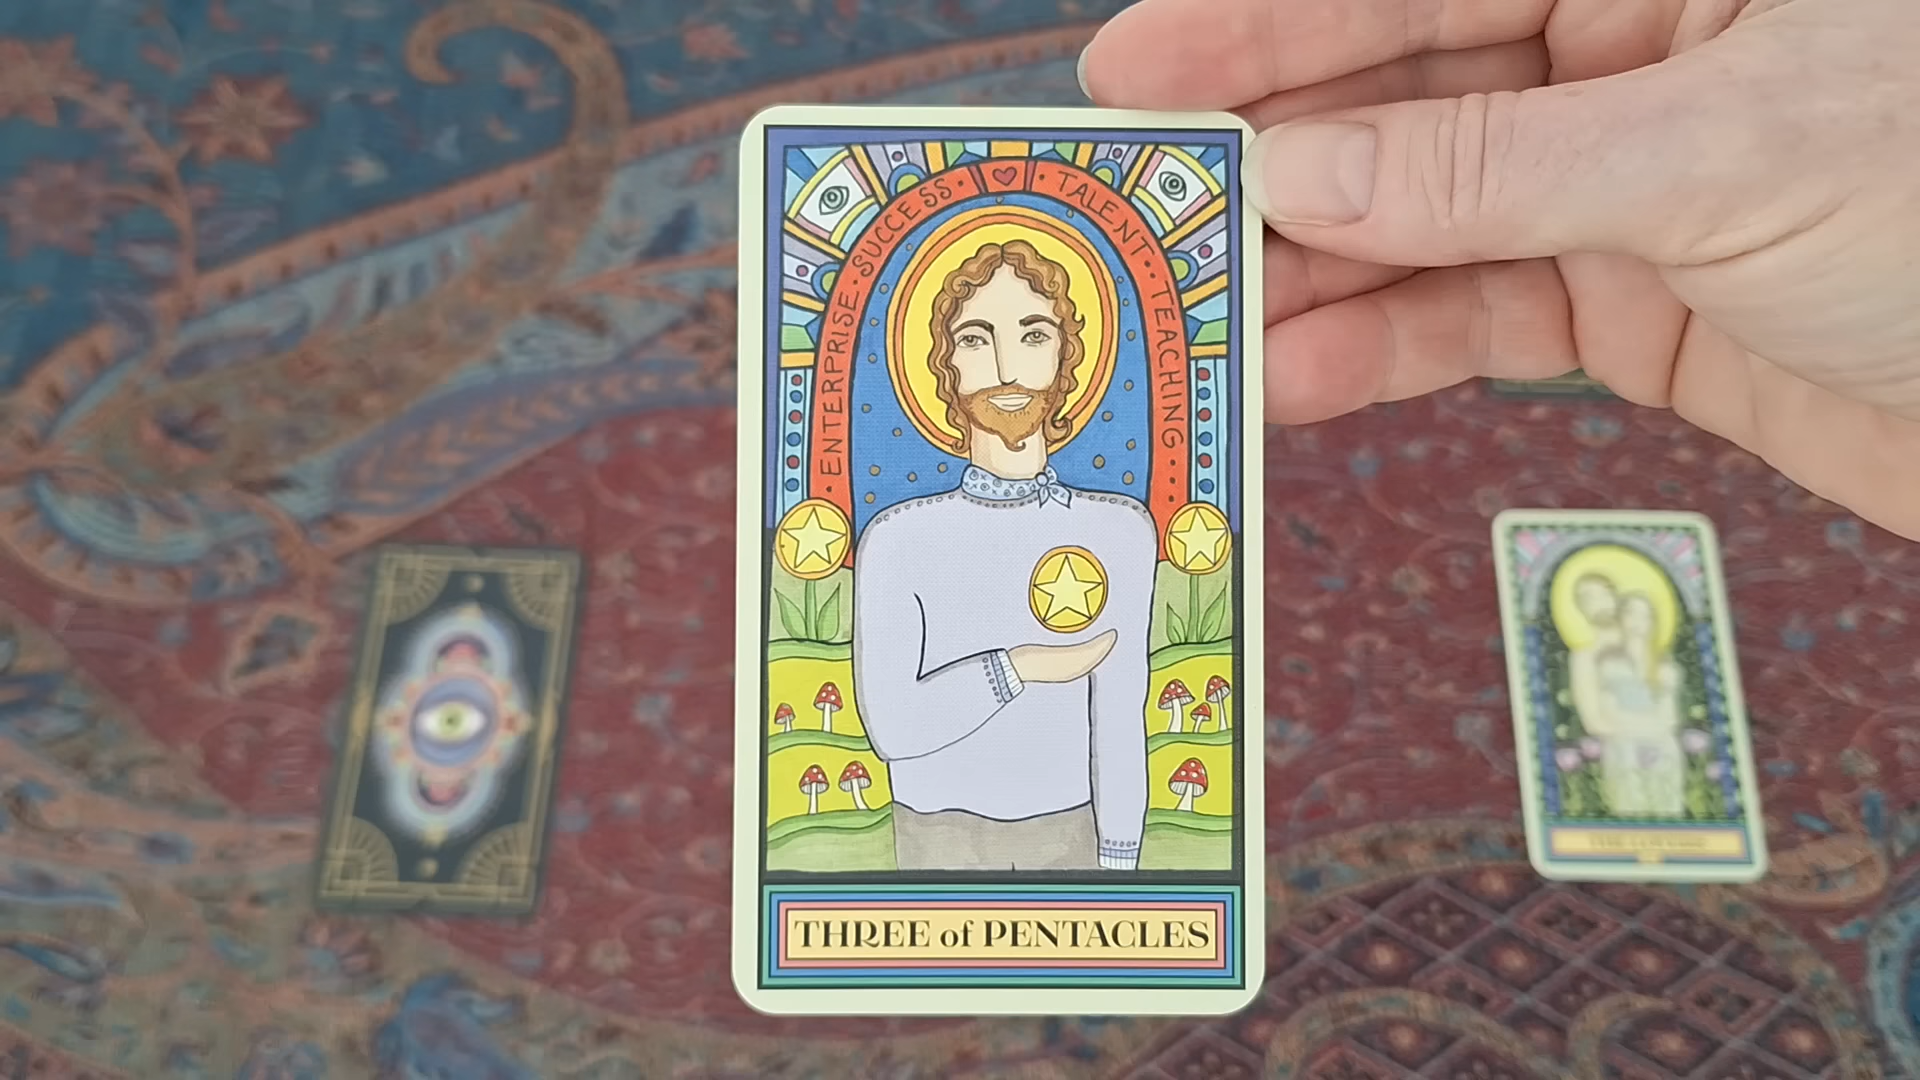 ENTERPRISE · SUCCESS · · TALENT · · TEACHING
THREE of PENTACLES